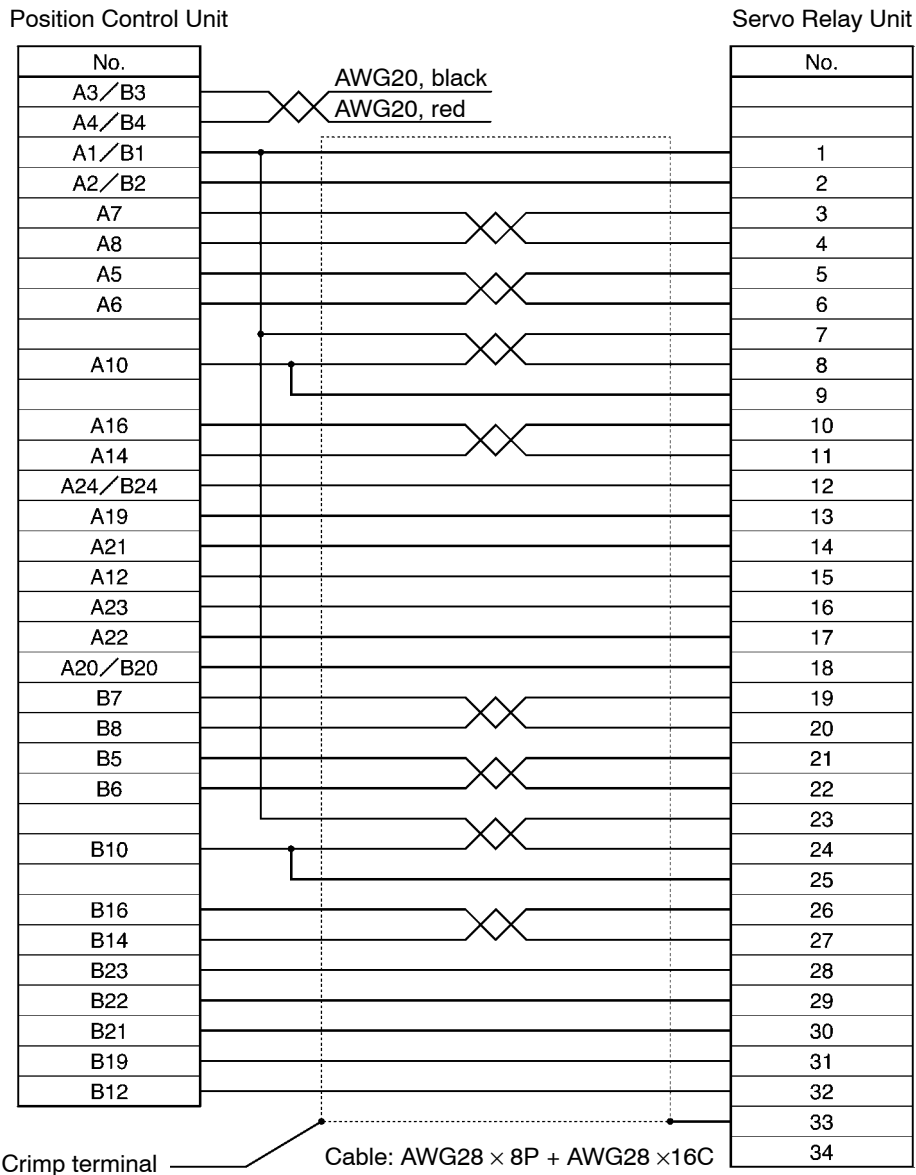 Position Control Unit Servo Relay Unit
No. No.
A3/B3 AWG20, black
A4/B4 AWG20, red
A1/B1 1
A2/B2 2
A7 3
A8 4
A5 5
A6 6
7
A10 8
9
A16 10
A14 11
A24/B24 12
A19 13
A21 14
A12 15
A23 16
A22 17
A20/B20 18
B7 19
B8 20
B5 21
B6 22
23
B10 24
25
B16 26
B14 27
B23 28
B22 29
B21 30
B19 31
B12 32
33
Crimp terminal Cable: AWG28 × 8P + AWG28 ×16C 34